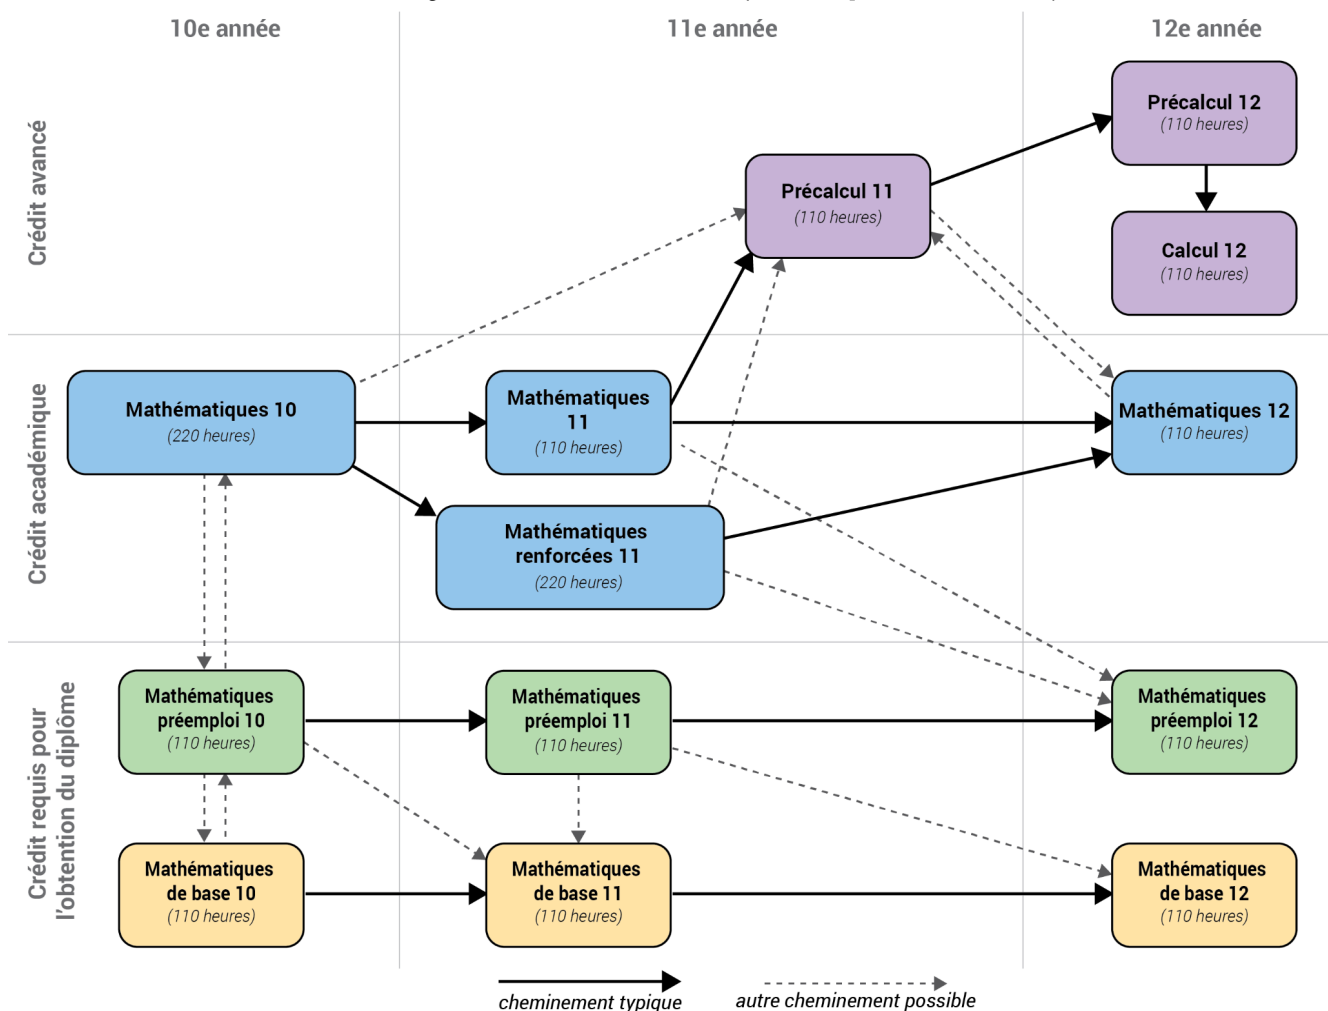 10e année
11e année
12e année
Crédit avancé
Précalcul 11
(110 heures)
Précalcul 12
(110 heures)
Calcul 12
(110 heures)
Crédit académique
Mathématiques 10
(220 heures)
Mathématiques
11
(110 heures)
Mathématiques
renforcées 11
(220 heures)
Mathématiques 12
(110 heures)
Crédit requis pour
l'obtention du diplôme
Mathématiques
préemploi 10
(110 heures)
Mathématiques
préemploi 11
(110 heures)
Mathématiques
préemploi 12
(110 heures)
Mathématiques
de base 10
(110 heures)
Mathématiques
de base 11
(110 heures)
Mathématiques
de base 12
(110 heures)
cheminement typique
autre cheminement possible